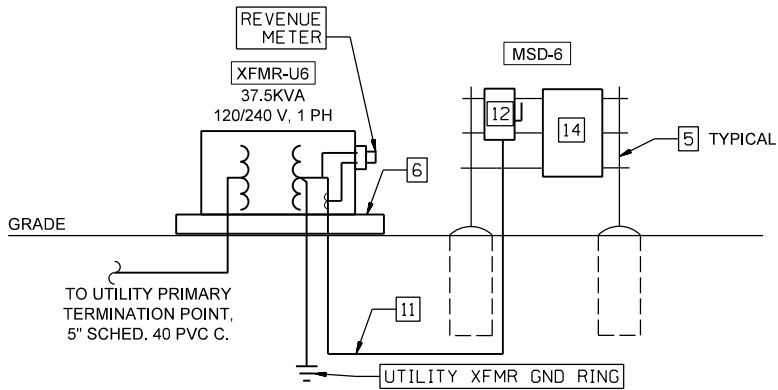 REVENUE
METER
XFMR-U6
37.5KVA
120/240 V, 1 PH
MSD-6
12
14
5 TYPICAL
6
GRADE
TO UTILITY PRIMARY
TERMINATION POINT,
5" SCHED. 40 PVC C.
11
UTILITY XFMR GND RING